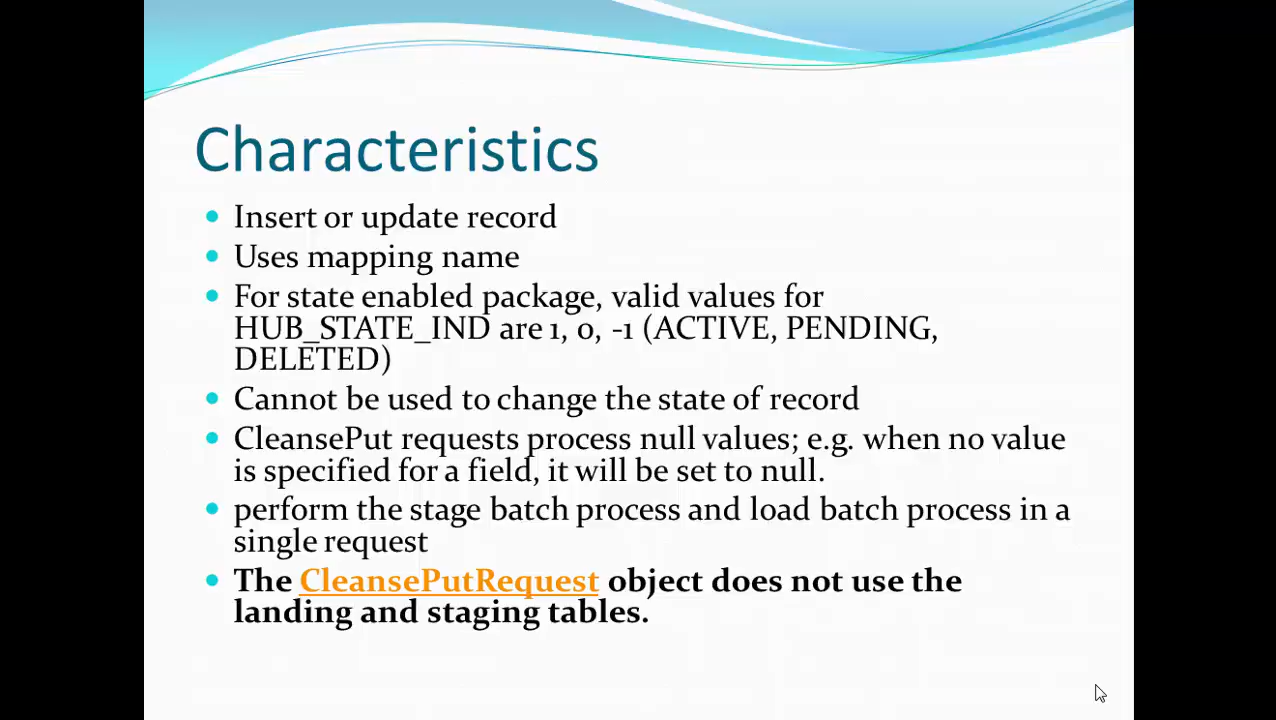 Characteristics
Insert or update record
Uses mapping name
For state enabled package, valid values for
HUB_STATE_IND are 1, 0, -1 (ACTIVE, PENDING,
DELETED)
Cannot be used to change the state of record
CleansePut requests process null values; e.g. when no value
is specified for a field, it will be set to null.
perform the stage batch process and load batch process in a
single request
The CleansePutRequest object does not use the
landing and staging tables.